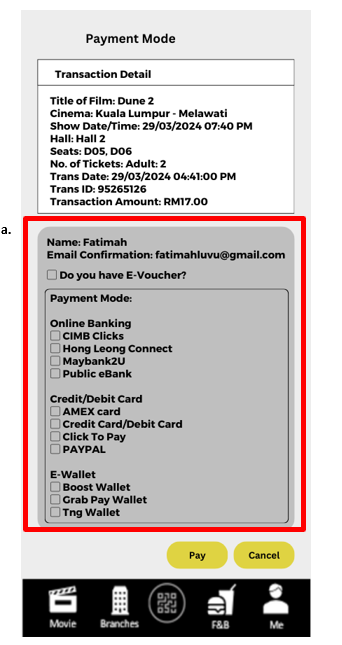 Payment Mode
Transaction Detail
Title of Film: Dune 2
Cinema: Kuala Lumpur - Melawati
Show Date/Time: 29/03/2024 07:40 PM
Hall: Hall 2
Seats: D05, D06
No. of Tickets: Adult: 2
Trans Date: 29/03/2024 04:41:00 PM
Trans ID: 95265126
Transaction Amount: RM17.00
a.
Name: Fatimah
Email Confirmation: fatimahluvu@gmail.com
Do you have E-Voucher?
Payment Mode:
Online Banking
CIMB Clicks
Hong Leong Connect
Maybank2U
Public eBank
Credit/Debit Card
AMEX card
Credit Card/Debit Card
Click To Pay
PAYPAL
E-Wallet
Boost Wallet
Grab Pay Wallet
Tng Wallet
Pay Cancel
Movie Branches F&B Me